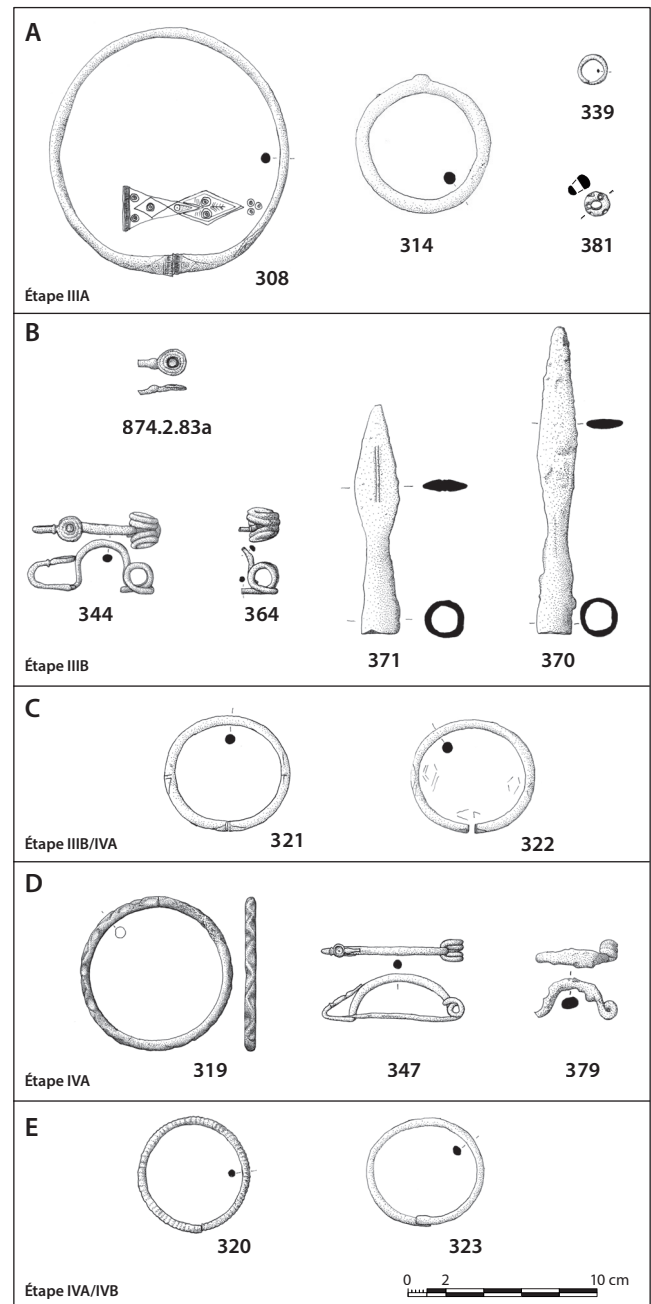 A
339
314
381
308
Étape IIIA
B
874.2.83a
344
364
371
370
Étape IIIB
C
321
322
Étape IIIB/IVA
D
319
347
379
Étape IVA
E
320
323
Étape IVA/IVB
0 2 10 cm